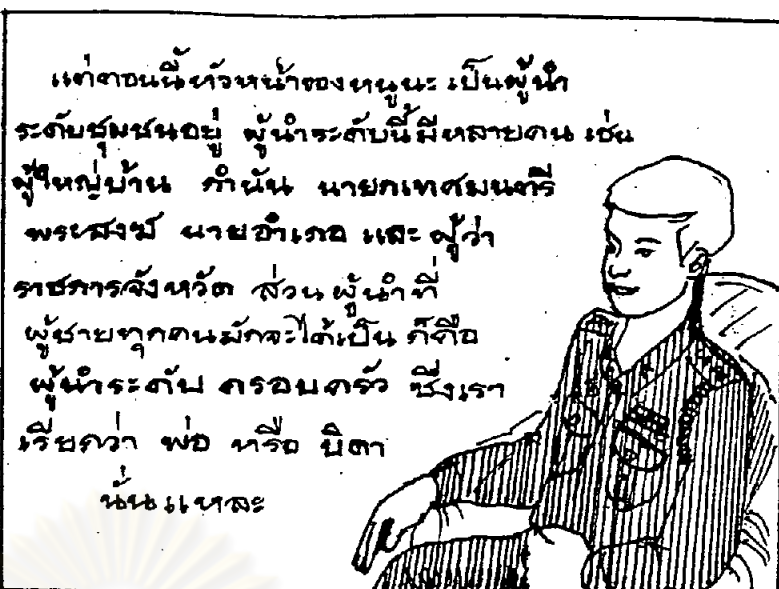 แต่ตอนนี้หัวหน้าของหนูนะ เป็นผู้นำ
ระดับชุมชนอยู่ ผู้นำระดับนี้มีหลายคน เช่น
ผู้ใหญ่บ้าน กำนัน นายกเทศมนตรี
พระสงฆ์ นายอำเภอ และ ผู้ว่า
ราชการจังหวัด ส่วน ผู้นำที่
ผู้ชายทุกคนมักจะได้เป็น ก็คือ
ผู้นำระดับ ครอบครัว ซึ่งเรา
เรียกว่า พ่อ หรือ บิดา
นั่นแหละ